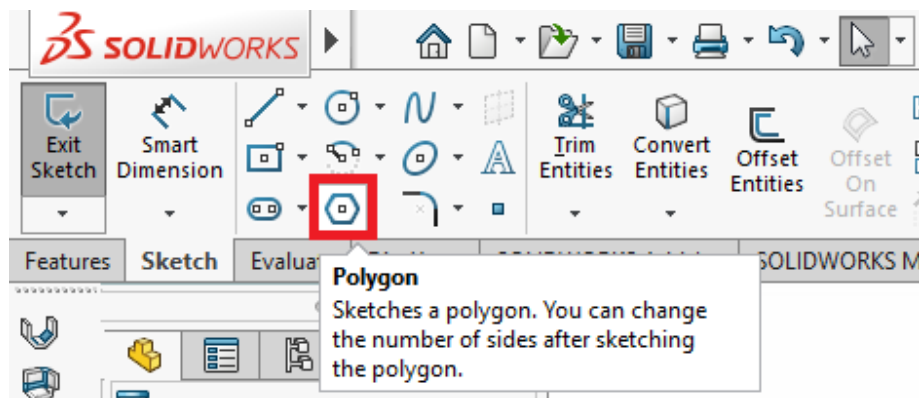 SOLIDWORKS
Exit Sketch
Smart Dimension
Trim Entities
Convert Entities
Offset Entities
Offset On Surface
Features
Sketch
SOLIDWORKS M
Polygon
Sketches a polygon. You can change
the number of sides after sketching
the polygon.